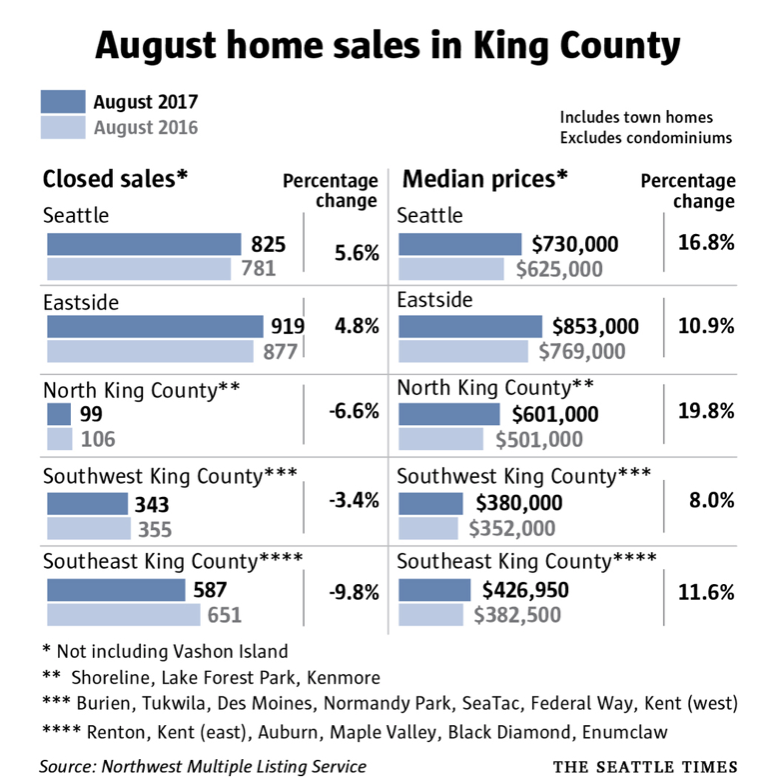 August home sales in King County
August 2017
August 2016
Includes town homes
Excludes condominiums
Closed sales*
Percentage
change
Seattle
825
781
5.6%
Eastside
919
877
4.8%
North King County**
99
106
-6.6%
Southwest King County***
343
355
-3.4%
Southeast King County****
587
651
-9.8%
Median prices*
Percentage
change
Seattle
$730,000
$625,000
16.8%
Eastside
$853,000
$769,000
10.9%
North King County**
$601,000
$501,000
19.8%
Southwest King County***
$380,000
$352,000
8.0%
Southeast King County****
$426,950
$382,500
11.6%
* Not including Vashon Island
** Shoreline, Lake Forest Park, Kenmore
*** Burien, Tukwila, Des Moines, Normandy Park, SeaTac, Federal Way, Kent (west)
**** Renton, Kent (east), Auburn, Maple Valley, Black Diamond, Enumclaw
Source: Northwest Multiple Listing Service
THE SEATTLE TIMES